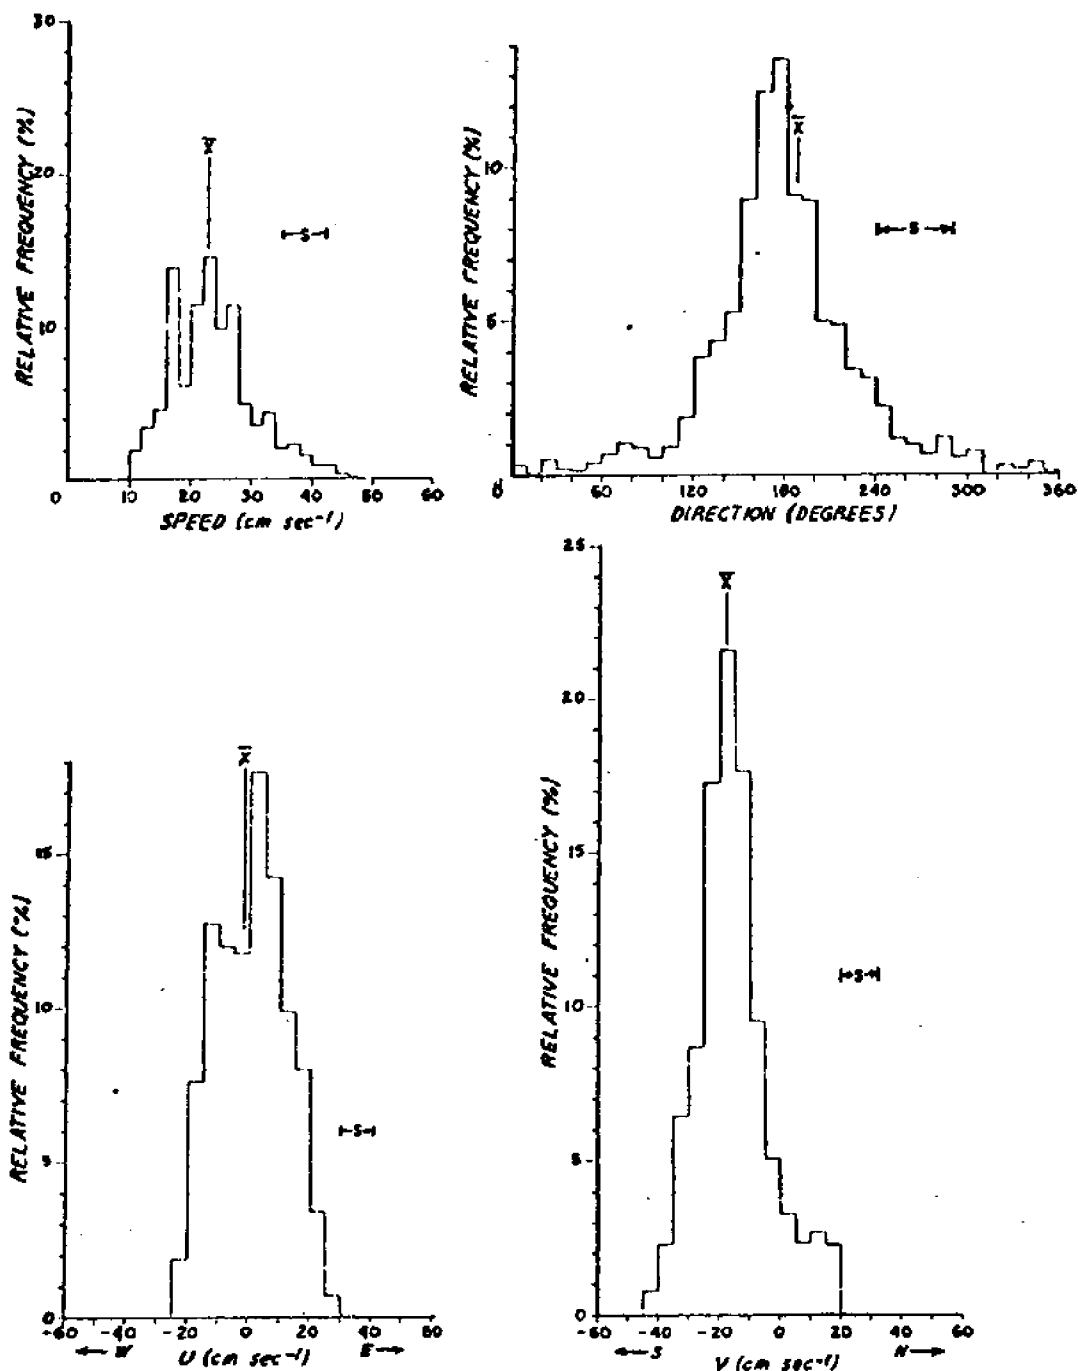 30
20
10
0
RELATIVE FREQUENCY (%)
X̄
S
10 20 30 40 50 60
SPEED (cm sec⁻¹)
10
5
0
RELATIVE FREQUENCY (%)
X̄
S
60 120 180 240 300 360
DIRECTION (DEGREES)
15
10
5
0
RELATIVE FREQUENCY (%)
X̄
S
-60 -40 -20 0 20 40 60
W U (cm sec⁻¹) E
25
20
15
10
5
0
RELATIVE FREQUENCY (%)
X̄
S
-60 -40 -20 0 20 40 60
S V (cm sec⁻¹) N